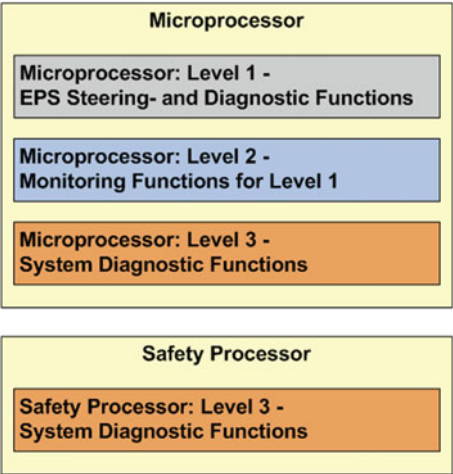 Microprocessor
Microprocessor: Level 1 -
EPS Steering- and Diagnostic Functions
Microprocessor: Level 2 -
Monitoring Functions for Level 1
Microprocessor: Level 3 -
System Diagnostic Functions
Safety Processor
Safety Processor: Level 3 -
System Diagnostic Functions